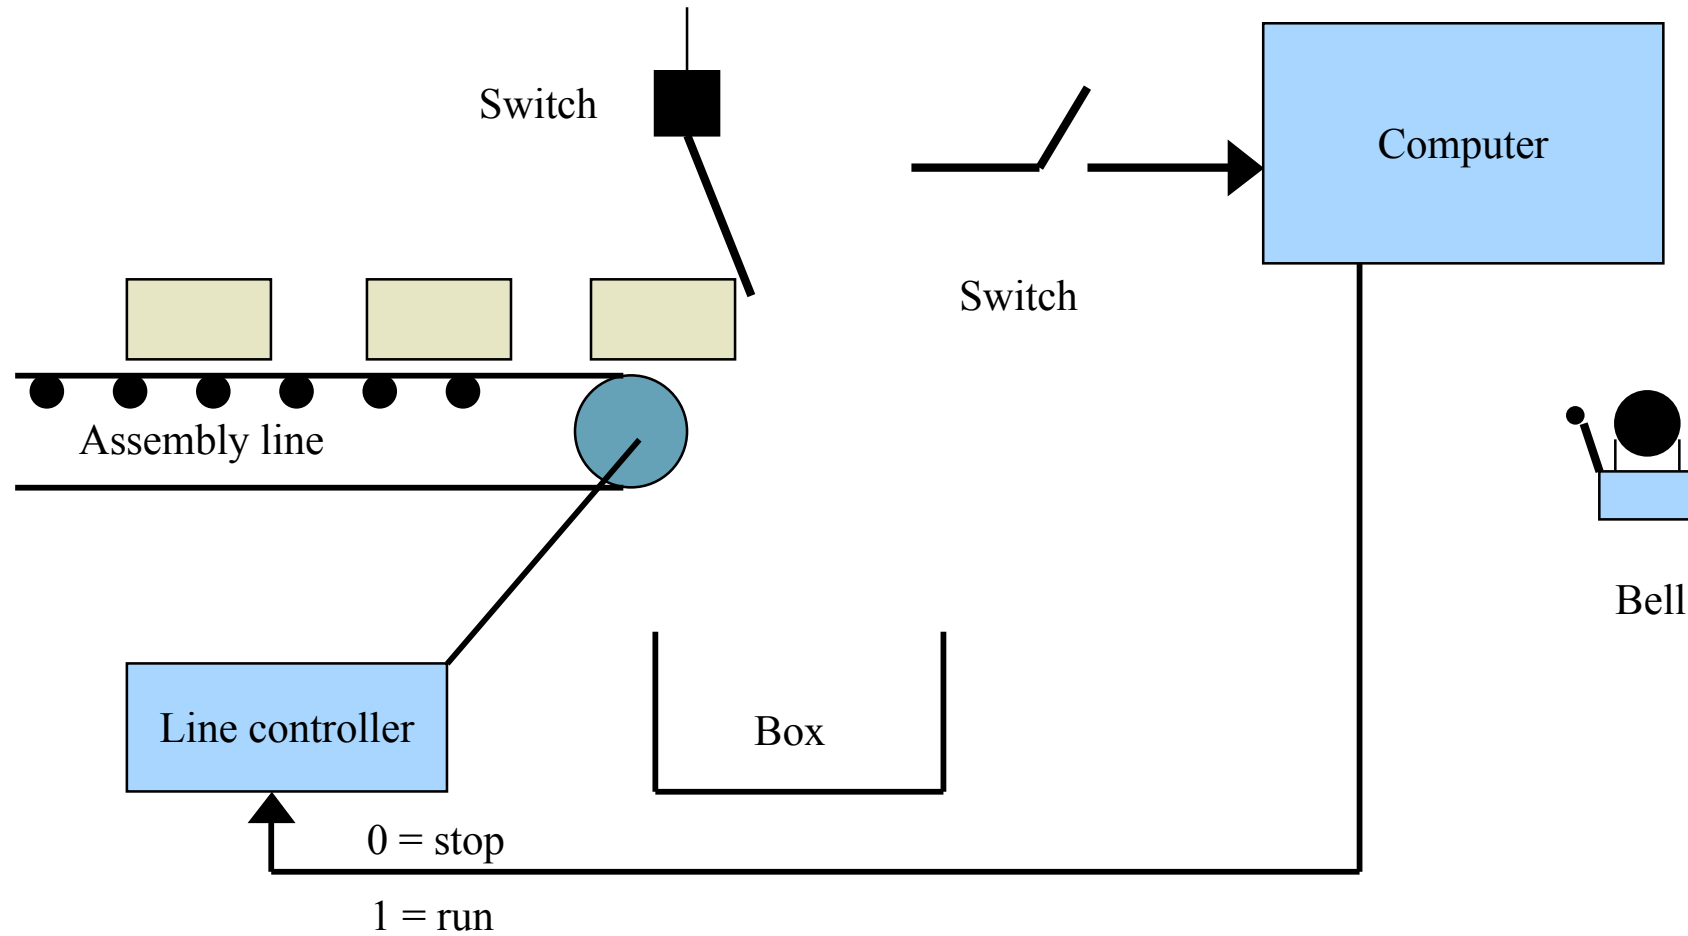 Switch
Computer
Switch
Assembly line
Bell
Line controller
Box
0 = stop
1 = run